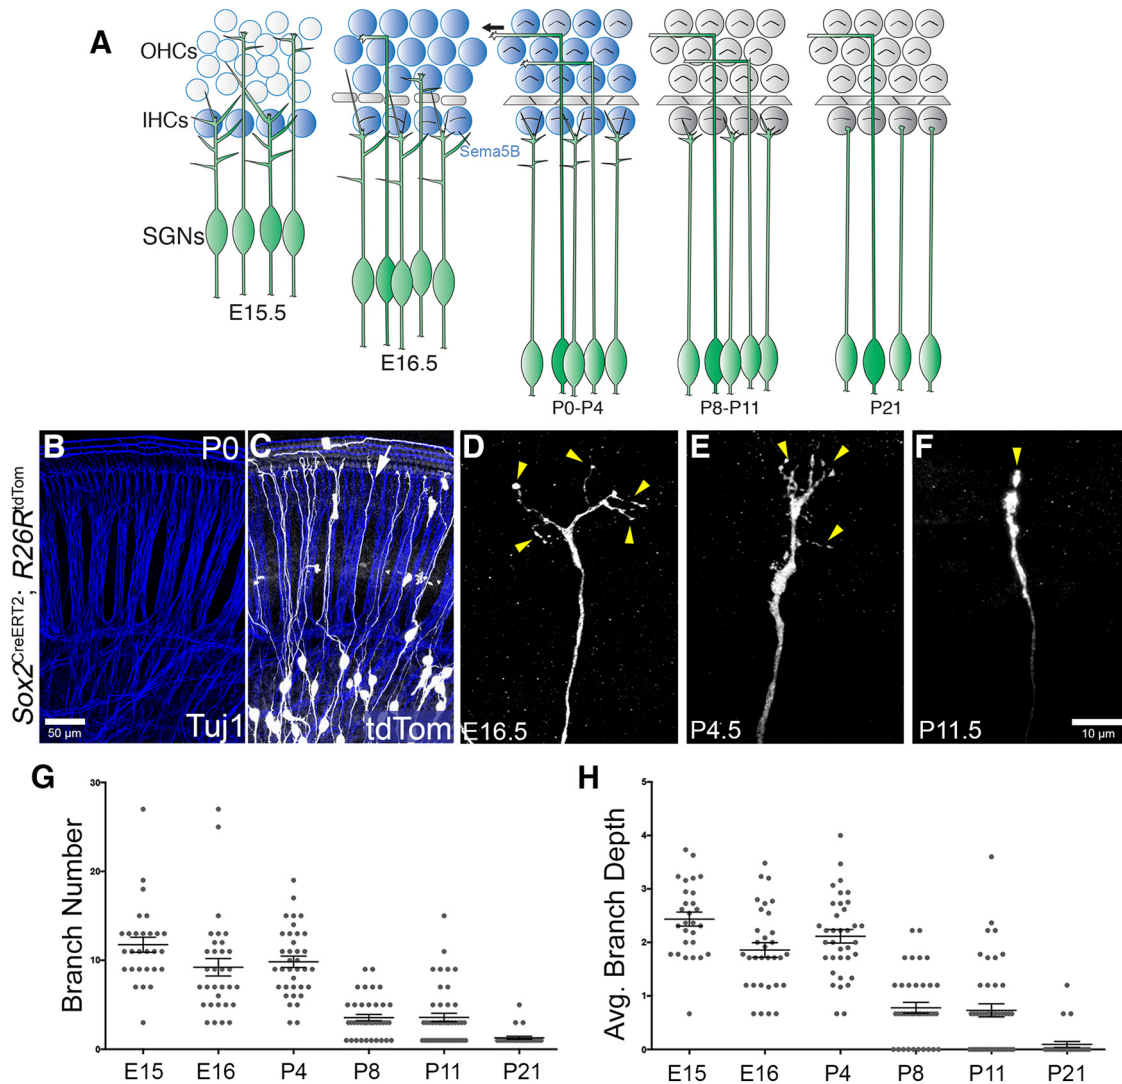 A
OHCs
IHCs
Sema5B
SGNs
E15.5
E16.5
P0-P4
P8-P11
P21
Sox2CreERT2; R26RtdTom
B
P0
C
D
E
F
50 µm
Tuj1
tdTom
E16.5
P4.5
P11.5
10 µm
G
Branch Number
30
20
10
0
E15
E16
P4
P8
P11
P21
H
Avg. Branch Depth
5
4
3
2
1
0
E15
E16
P4
P8
P11
P21